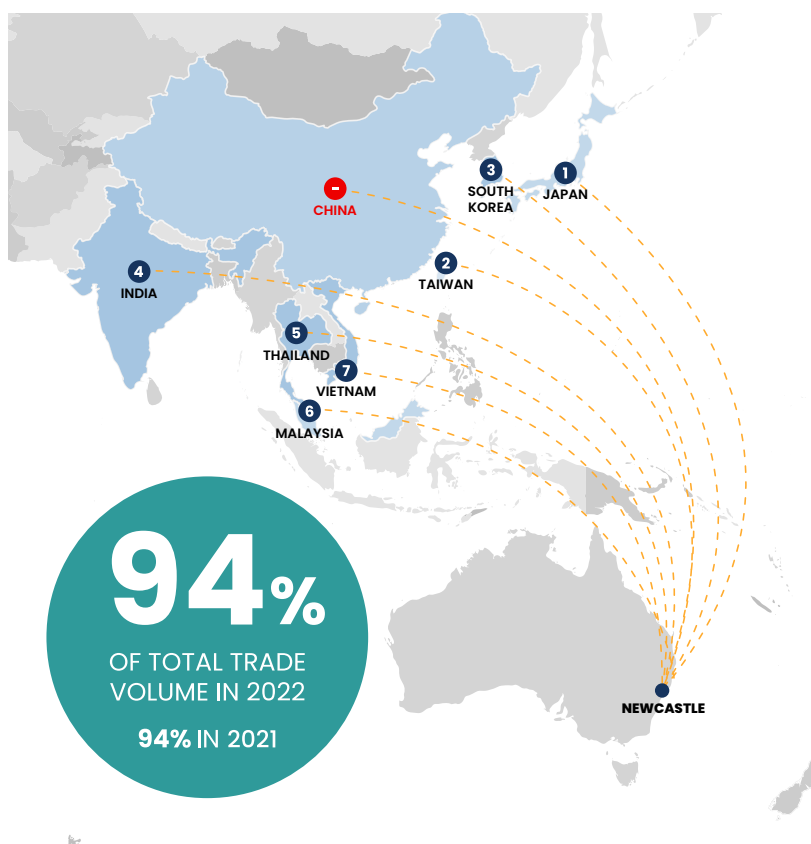 -
CHINA
3
SOUTH
KOREA
1
JAPAN
2
TAIWAN
4
INDIA
5
THAILAND
7
VIETNAM
6
MALAYSIA
94%
OF TOTAL TRADE
VOLUME IN 2022
94% IN 2021
NEWCASTLE